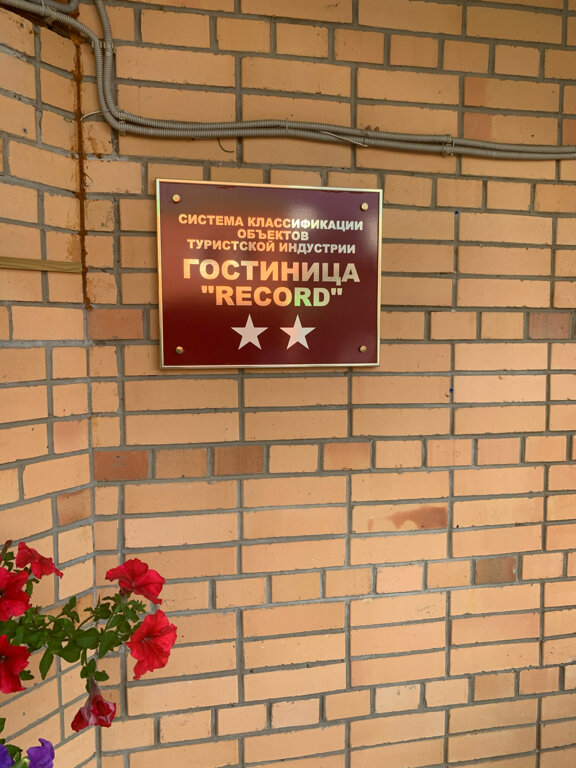 СИСТЕМА КЛАССИФИКАЦИИ
ОБЪЕКТОВ
ТУРИСТСКОЙ ИНДУСТРИИ
ГОСТИНИЦА
"RECORD"